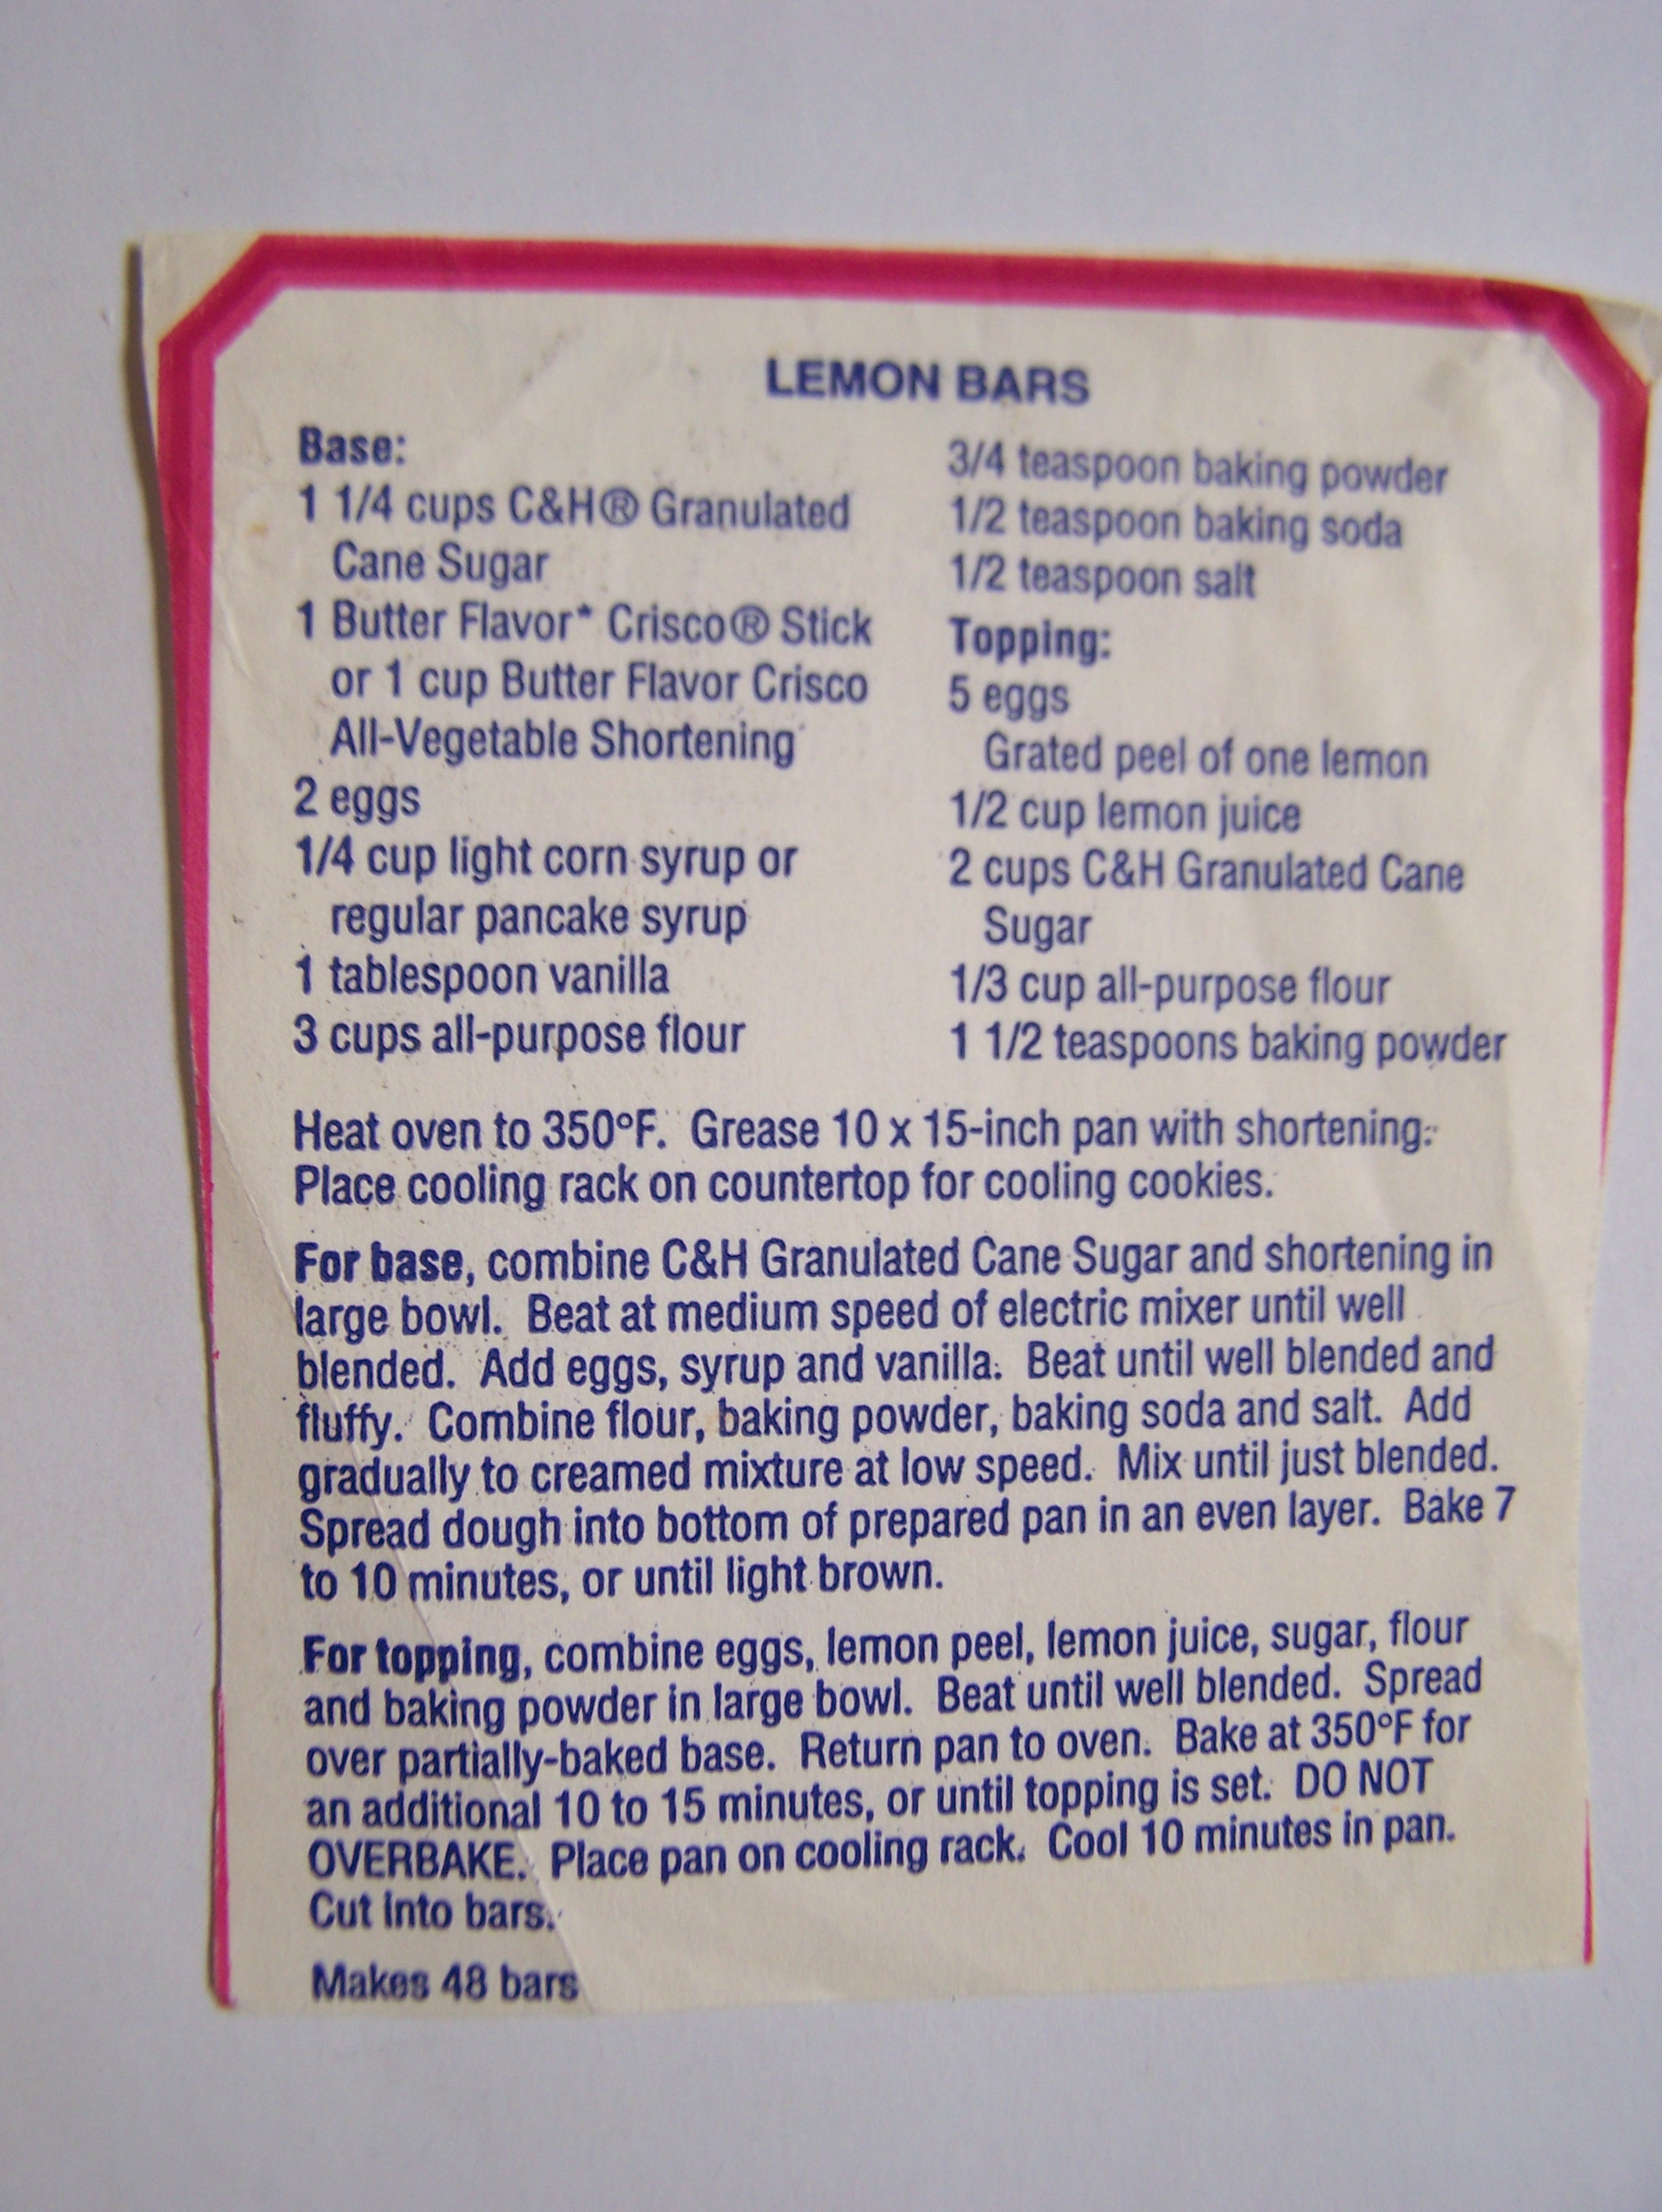 LEMON BARS
Base:
1 1/4 cups C&H® Granulated
Cane Sugar
1 Butter Flavor* Crisco® Stick
or 1 cup Butter Flavor Crisco
All-Vegetable Shortening
2 eggs
1/4 cup light corn syrup or
regular pancake syrup
1 tablespoon vanilla
3 cups all-purpose flour
3/4 teaspoon baking powder
1/2 teaspoon baking soda
1/2 teaspoon salt
Topping:
5 eggs
Grated peel of one lemon
1/2 cup lemon juice
2 cups C&H Granulated Cane
Sugar
1/3 cup all-purpose flour
1 1/2 teaspoons baking powder
Heat oven to 350°F. Grease 10 x 15-inch pan with shortening.
Place cooling rack on countertop for cooling cookies.
For base, combine C&H Granulated Cane Sugar and shortening in
large bowl. Beat at medium speed of electric mixer until well
blended. Add eggs, syrup and vanilla. Beat until well blended and
fluffy. Combine flour, baking powder, baking soda and salt. Add
gradually to creamed mixture at low speed. Mix until just blended.
Spread dough into bottom of prepared pan in an even layer. Bake 7
to 10 minutes, or until light brown.
For topping, combine eggs, lemon peel, lemon juice, sugar, flour
and baking powder in large bowl. Beat until well blended. Spread
over partially-baked base. Return pan to oven. Bake at 350°F for
an additional 10 to 15 minutes, or until topping is set. DO NOT
OVERBAKE. Place pan on cooling rack. Cool 10 minutes in pan.
Cut into bars.
Makes 48 bars